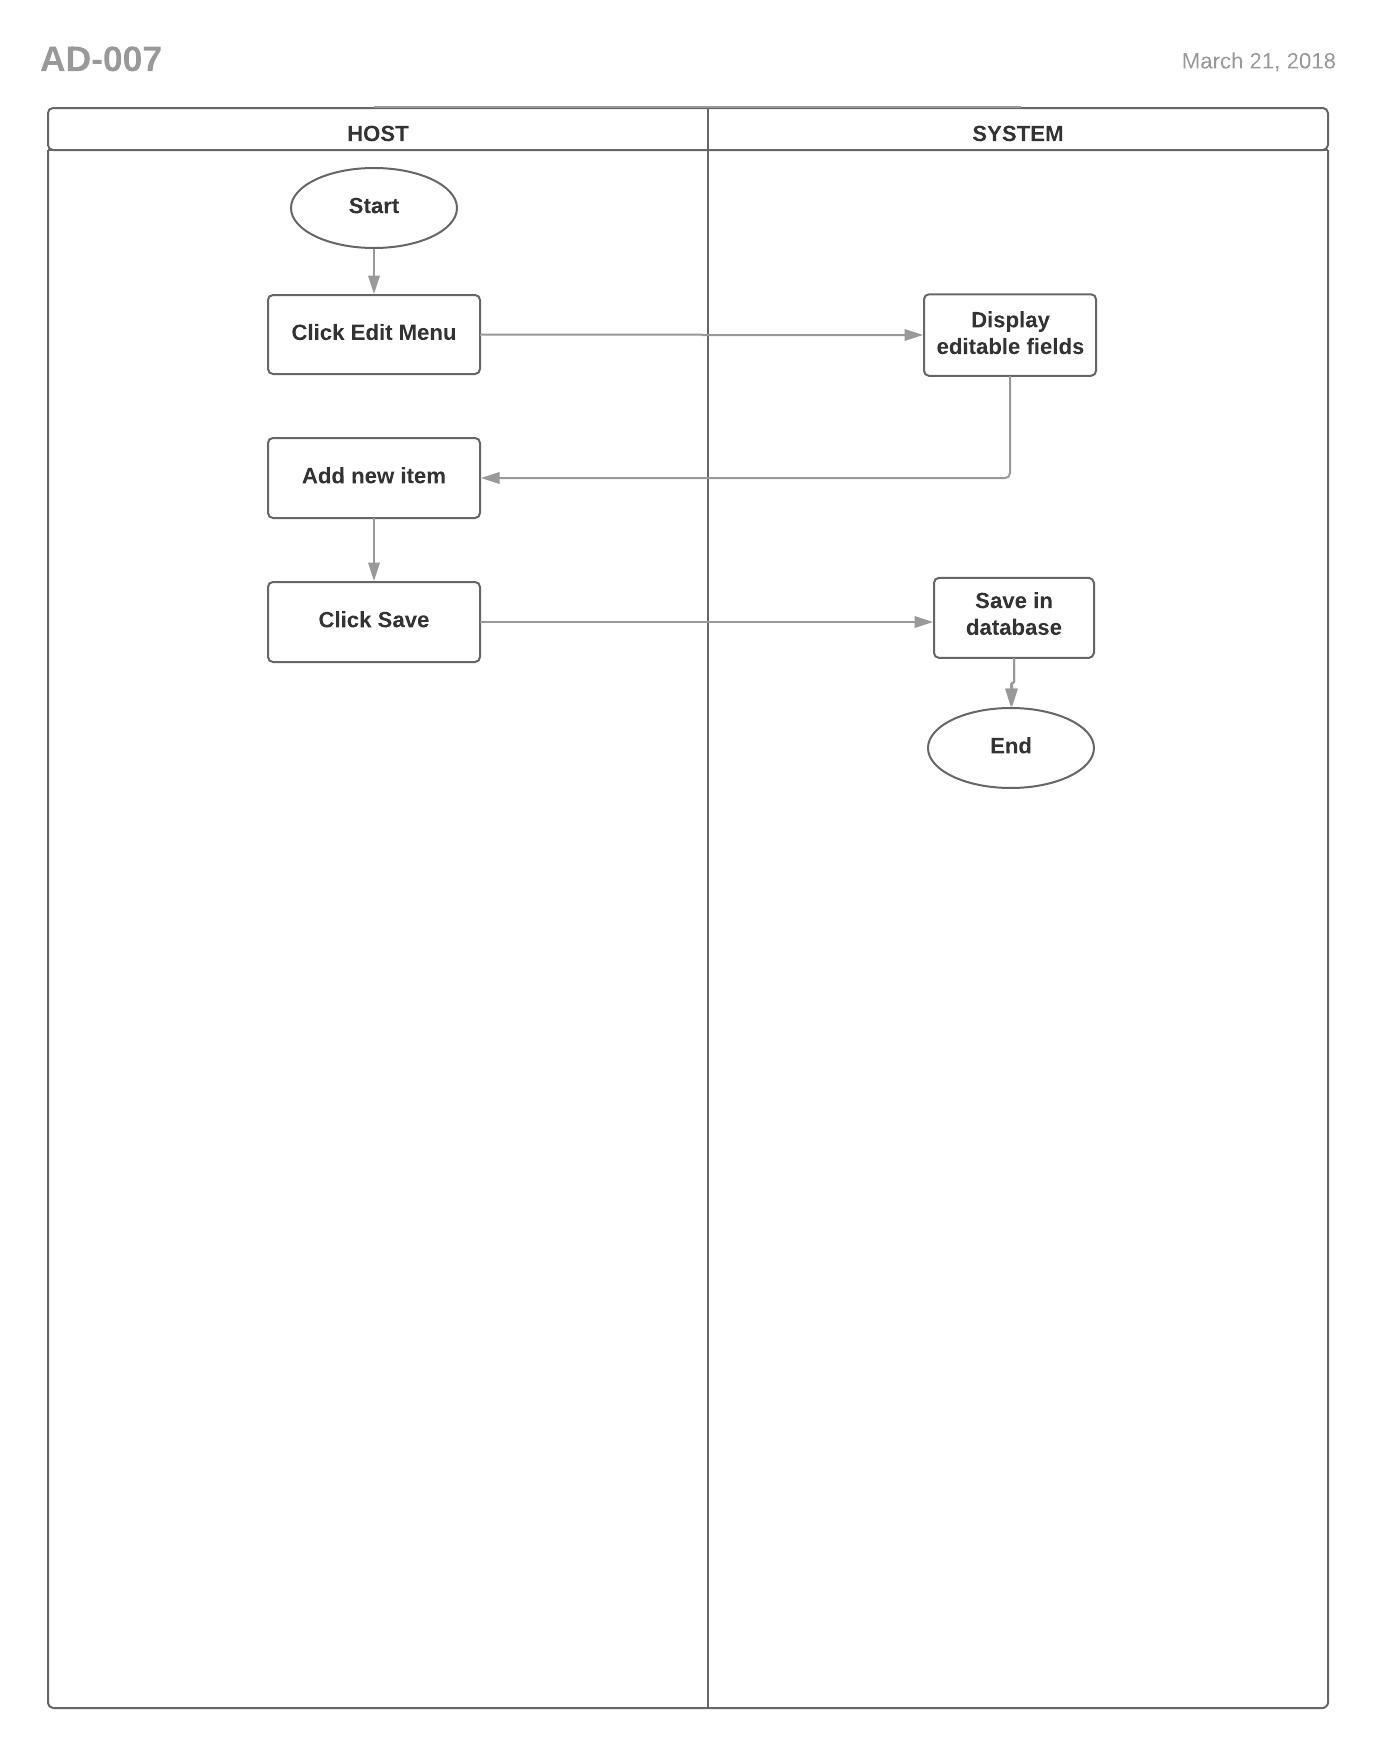 AD-007
March 21, 2018
HOST
SYSTEM
Start
Click Edit Menu
Display
editable fields
Add new item
Click Save
Save in
database
End